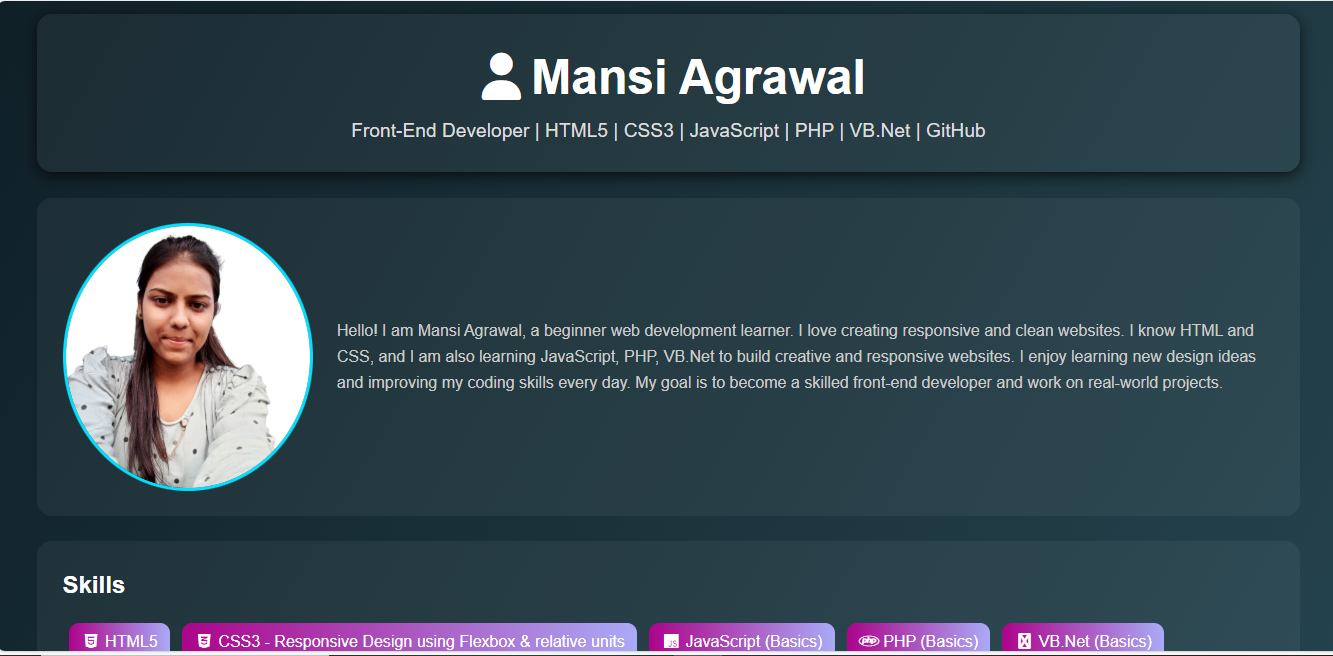 Mansi Agrawal
Front-End Developer | HTML5 | CSS3 | JavaScript | PHP | VB.Net | GitHub
Hello! I am Mansi Agrawal, a beginner web development learner. I love creating responsive and clean websites. I know HTML and
CSS, and I am also learning JavaScript, PHP, VB.Net to build creative and responsive websites. I enjoy learning new design ideas
and improving my coding skills every day. My goal is to become a skilled front-end developer and work on real-world projects.
Skills
HTML5 CSS3 - Responsive Design using Flexbox & relative units JavaScript (Basics) PHP (Basics) VB.Net (Basics)